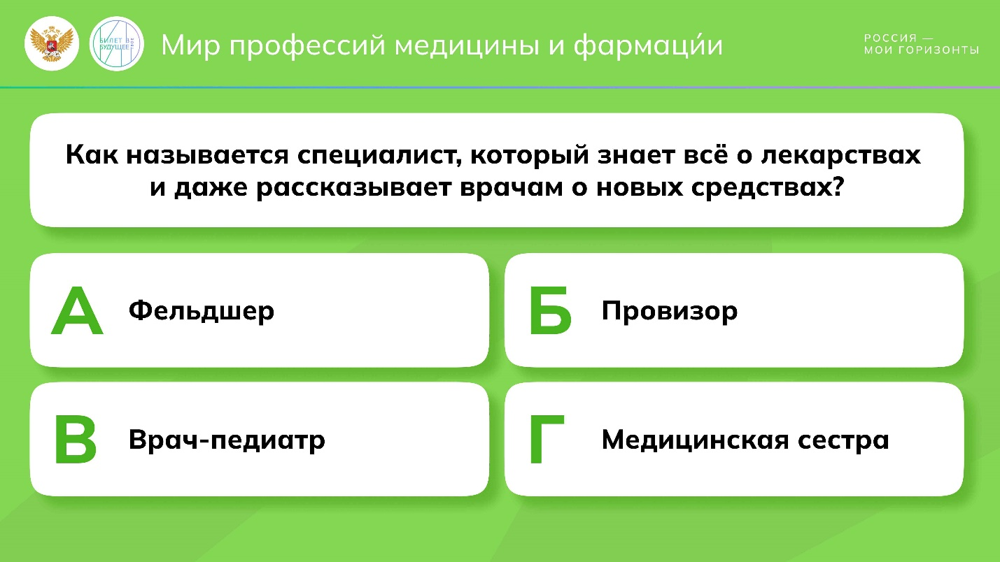 БИЛЕТ В
БУДУЩЕЕ
Мир профессий медицины и фармаци́и
РОССИЯ —
МОИ ГОРИЗОНТЫ
Как называется специалист, который знает всё о лекарствах
и даже рассказывает врачам о новых средствах?
А Фельдшер
Б Провизор
В Врач-педиатр
Г Медицинская сестра